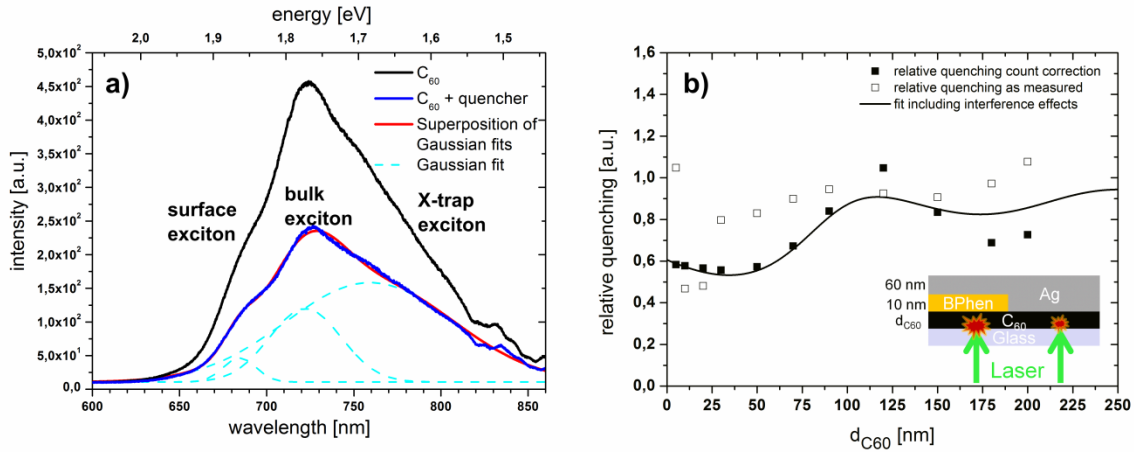 energy [eV]
2,0 1,9 1,8 1,7 1,6 1,5
a)
C60
C60 + quencher
Superposition of
Gaussian fits
Gaussian fit
surface
exciton
bulk
exciton
X-trap
exciton
intensity [a.u.]
5,0x10²
4,5x10²
4,0x10²
3,5x10²
3,0x10²
2,5x10²
2,0x10²
1,5x10²
1,0x10²
5,0x10¹
0,0
600 650 700 750 800 850
wavelength [nm]
b)
relative quenching count correction
relative quenching as measured
fit including interference effects
relative quenching [a.u.]
1,6
1,4
1,2
1,0
0,8
0,6
0,4
0,2
0,0
60 nm
Ag
10 nm
BPhen
dC60
C60
Glass
Laser
0 25 50 75 100 125 150 175 200 225 250
dC60 [nm]